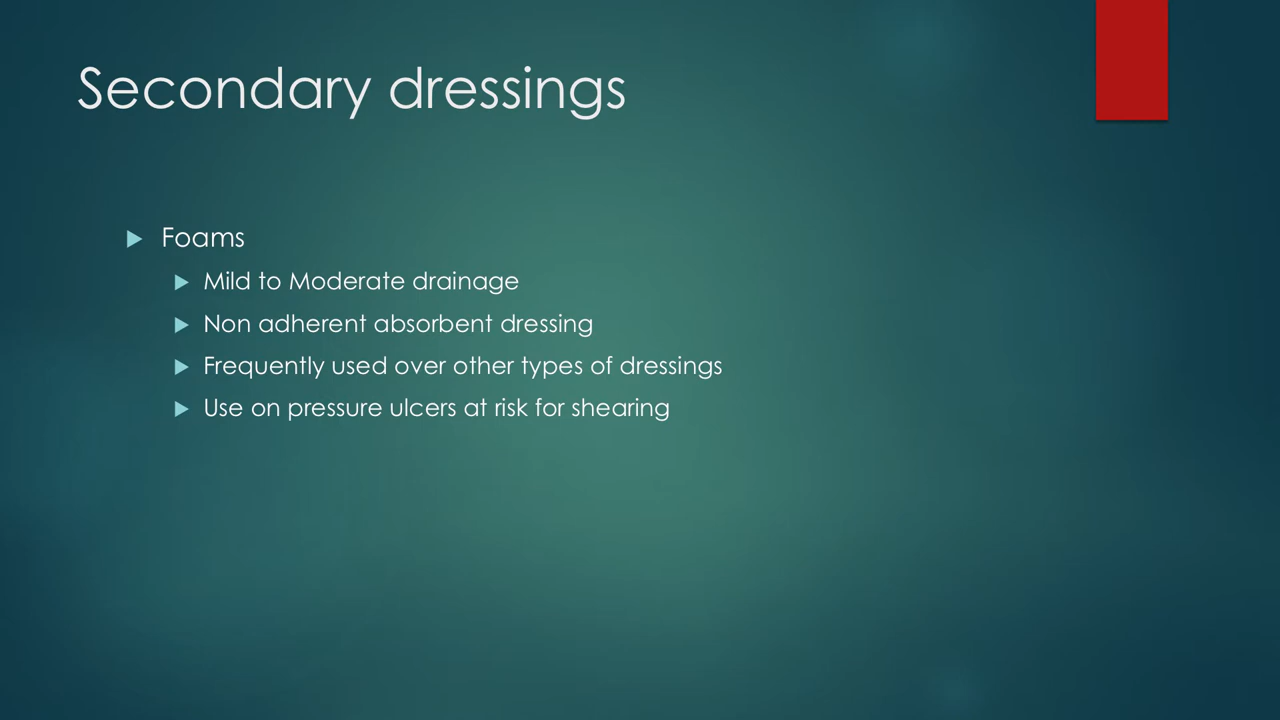 Secondary dressings
Foams
Mild to Moderate drainage
Non adherent absorbent dressing
Frequently used over other types of dressings
Use on pressure ulcers at risk for shearing